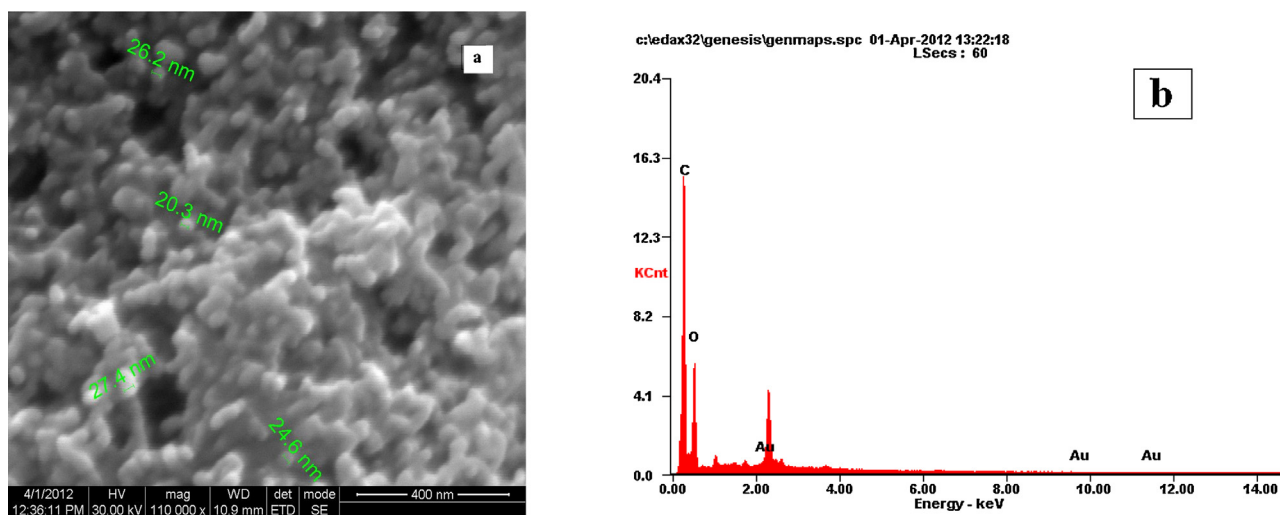 a
26.2 nm
20.3 nm
27.4 nm
24.6 nm
4/1/2012 HV mag WD det mode 400 nm
12:36:11 PM 30.00 kV 110 000 x 10.9 mm ETD SE
c:\edax32\genesis\genmaps.spc 01-Apr-2012 13:22:18
LSecs : 60
b
20.4
16.3
12.3
KCnt
8.2
4.1
0.0
C
O
Au
Au
Au
0.00 2.00 4.00 6.00 8.00 10.00 12.00 14.00
Energy - keV